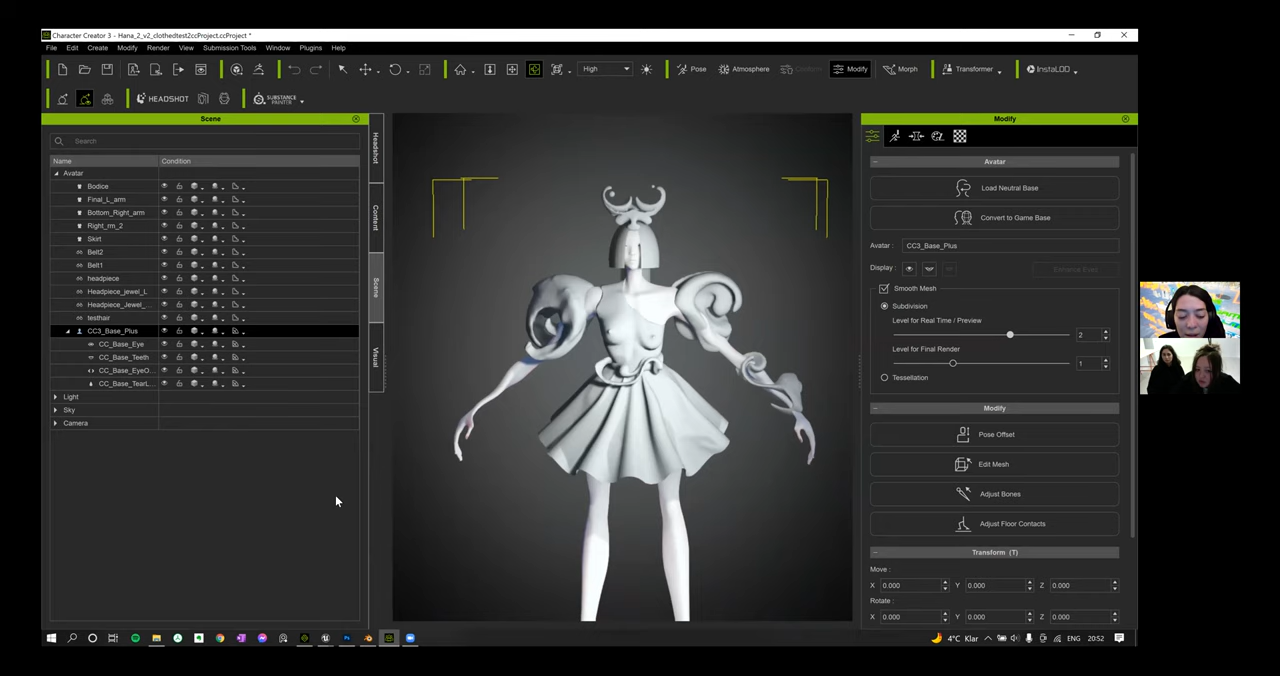 Character Creator 3 - Hana_2_v2_clothedtest2ccProject.ccProject *
File Edit Create Modify Render View Submission Tools Window Plugins Help
High Pose Atmosphere Conform Modify Morph Transformer InstaLOD
HEADSHOT SUBSTANCE PAINTER
Scene
Search
Name Condition
Avatar
Bodice
Final_L_arm
Bottom_Right_arm
Right_rm_2
Skirt
Belt2
Belt1
headpiece
Headpiece_jewel_L
Headpiece_Jewel_...
testhair
CC3_Base_Plus
CC_Base_Eye
CC_Base_Teeth
CC_Base_EyeO...
CC_Base_TearL...
Light
Sky
Camera
Headshot
Content
Scene
Visual
Modify
Avatar
Load Neutral Base
Convert to Game Base
Avatar : CC3_Base_Plus
Display :
Smooth Mesh
Subdivision
Level for Real Time / Preview
2
Level for Final Render
1
Tessellation
Modify
Pose Offset
Edit Mesh
Adjust Bones
Adjust Floor Contacts
Transform (T)
Move :
X 0.000 Y 0.000 Z 0.000
Rotate :
X 0.000 Y 0.000 Z 0.000
4°C Klar ENG 20:52